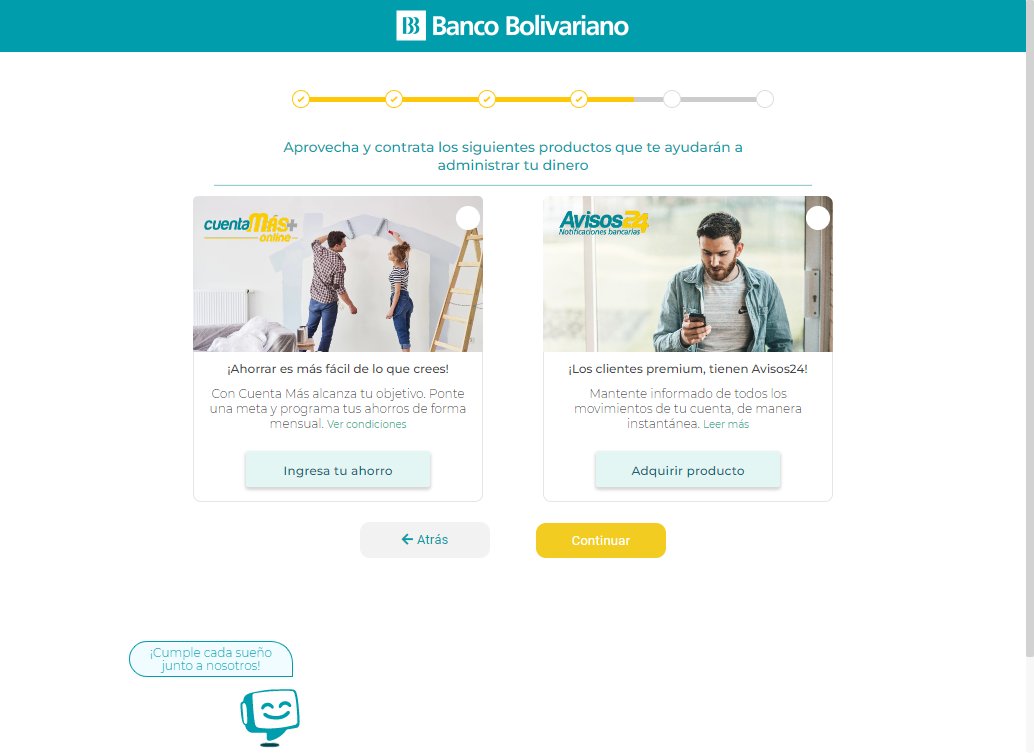 BB Banco Bolivariano
Aprovecha y contrata los siguientes productos que te ayudarán a
administrar tu dinero
cuenta Más+
online
¡Ahorrar es más fácil de lo que crees!
Con Cuenta Más alcanza tu objetivo. Ponte
una meta y programa tus ahorros de forma
mensual. Ver condiciones
Ingresa tu ahorro
Avisos24
Notificaciones bancarias
¡Los clientes premium, tienen Avisos24!
Mantente informado de todos los
movimientos de tu cuenta, de manera
instantánea. Leer más
Adquirir producto
Atrás
Continuar
¡Cumple cada sueño
junto a nosotros!